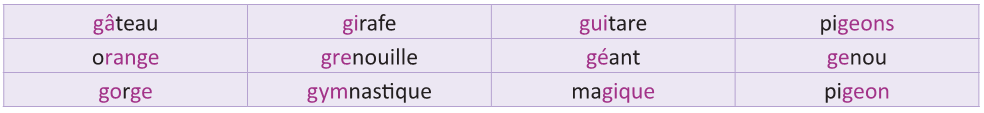 gâteau girafe guitare pigeons
orange grenouille géant genou
gorge gymnastique magique pigeon